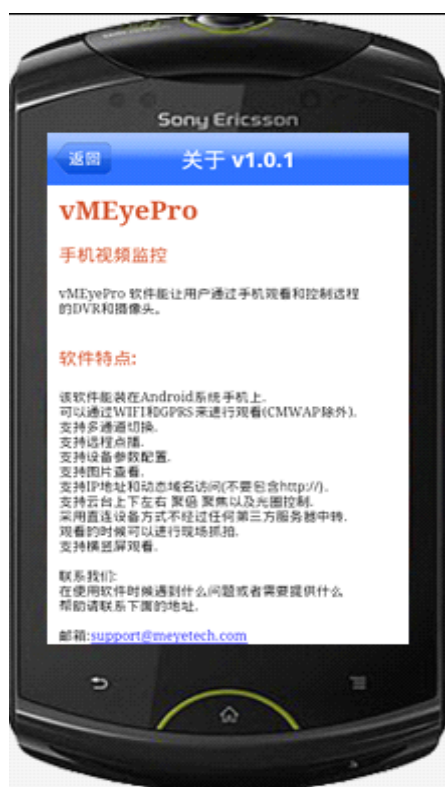 Sony Ericsson
返回
关于 v1.0.1
vMEyePro
手机视频监控
vMEyePro 软件能让用户通过手机观看和控制远程
的DVR和摄像头。
软件特点:
该软件能装在Android系统手机上.
可以通过WIFI和GPRS来进行观看(CMWAP除外).
支持多通道切换.
支持远程点播.
支持设备参数配置.
支持图片查看.
支持IP地址和动态域名访问(不要包含http://).
支持云台上下左右 聚倍 聚焦以及光圈控制.
采用直连设备方式不经过任何第三方服务器中转.
观看的时候可以进行现场抓拍.
支持横竖屏观看.
联系我们:
在使用软件时候遇到什么问题或者需要提供什么
帮助请联系下面的地址.
邮箱:support@meyetech.com